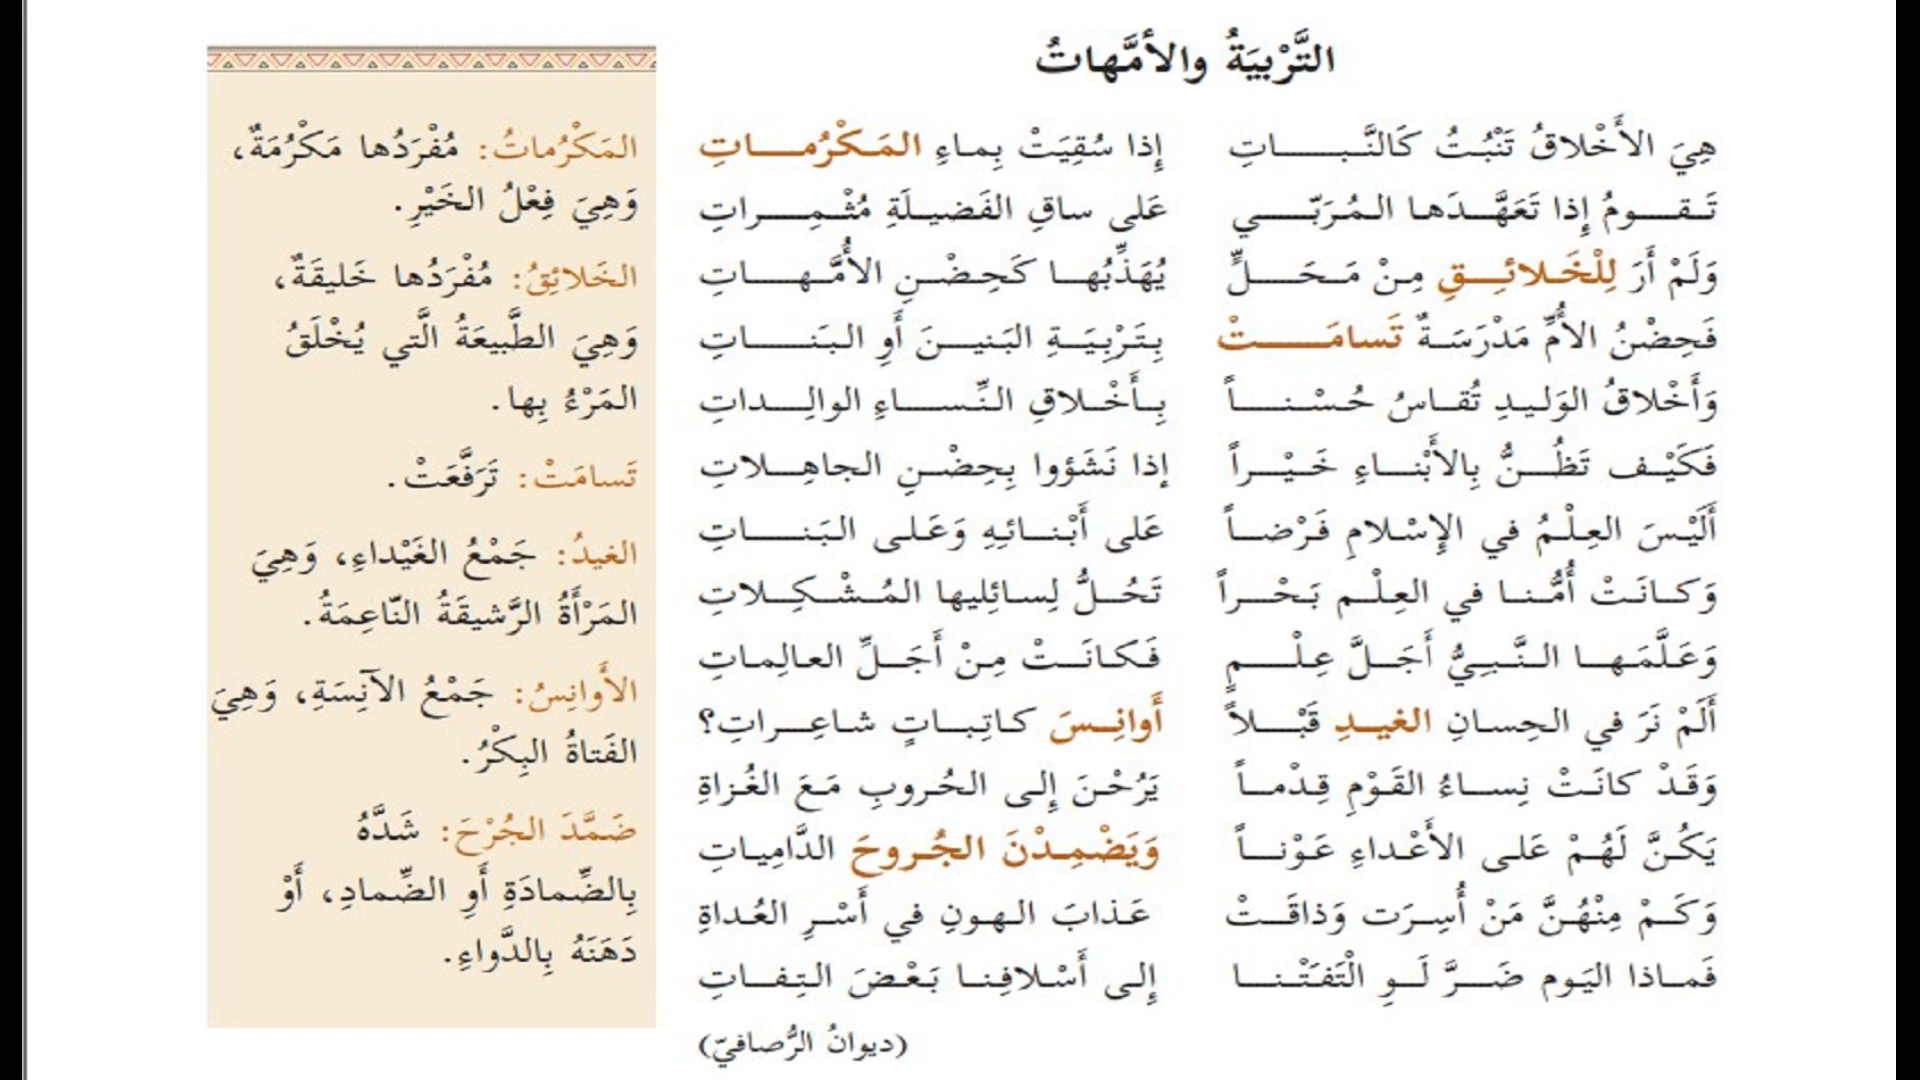 التَّرْبيَةُ والأمَّهاتُ
هِيَ الأَخْلاقُ تَنْبُتُ كَالنَّباتِ إِذا سُقِيَتْ بِماءِ المَكْرُماتِ
تَقومُ إِذا تَعَهَّدَها المُرَبّي عَلى ساقِ الفَضيلَةِ مُثْمِراتِ
وَلَمْ أَرَ لِلْخَلائِقِ مِنْ مَحَلٍّ يُهَذِّبُها كَحِضْنِ الأُمَّهاتِ
فَحِضْنُ الأُمِّ مَدْرَسَةٌ تَسامَتْ بِتَرْبِيَةِ البَنينَ أَوِ البَناتِ
وَأَخْلاقُ الوَليدِ تُقاسُ حُسْناً بِأَخْلاقِ النِّساءِ الوالِداتِ
فَكَيْف تَظُنُّ بِالأَبْناءِ خَيْراً إذا نَشَؤوا بِحِضْنِ الجاهِلاتِ
أَلَيْسَ العِلْمُ في الإِسْلامِ فَرْضاً عَلى أَبْنائِهِ وَعَلى البَناتِ
وَكانَتْ أُمُّنا في العِلْم بَحْراً تَحُلُّ لِسائِليها المُشْكِلاتِ
وَعَلَّمَها النَّبِيُّ أَجَلَّ عِلْمٍ فَكانَتْ مِنْ أَجَلِّ العالِماتِ
أَلَمْ نَرَ في الحِسانِ الغيدِ قَبْلاً أَوانِسَ كاتِباتٍ شاعِراتِ؟
وَقَدْ كانَتْ نِساءُ القَوْمِ قِدْماً يَرُحْنَ إِلى الحُروبِ مَعَ الغُزاةِ
يَكُنَّ لَهُمْ عَلى الأَعْداءِ عَوْناً وَيَضْمِدْنَ الجُروحَ الدَّامِياتِ
وَكَمْ مِنْهُنَّ مَنْ أُسِرَت وَذاقَتْ عَذابَ الهونِ في أَسْرِ العُداةِ
فَماذا اليَوم ضَرَّ لَوِ الْتَفَتْنا إِلى أَسْلافِنا بَعْضَ التِفاتِ
(ديوانُ الرُّصافيّ)
المَكْرُماتُ: مُفْرَدُها مَكْرُمَةٌ،
وَهِيَ فِعْلُ الخَيْرِ.
الخَلائِقُ: مُفْرَدُها خَليقَةٌ،
وَهِيَ الطَّبيعَةُ الَّتي يُخْلَقُ
المَرْءُ بِها.
تَسامَتْ: تَرَفَّعَتْ.
الغيدُ: جَمْعُ الغَيْداءِ، وَهِيَ
المَرْأَةُ الرَّشيقَةُ النّاعِمَةُ.
الأَوانِسُ: جَمْعُ الآنِسَةِ، وَهِيَ
الفَتاةُ البِكْرُ.
ضَمَّدَ الجُرْحَ: شَدَّهُ
بِالضِّمادَةِ أَوِ الضِّمادِ، أَوْ
دَهَنَهُ بِالدَّواءِ.